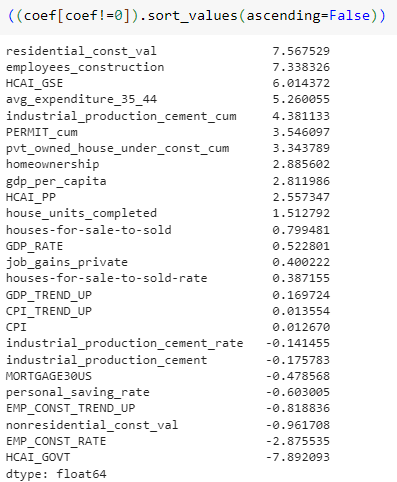 ((coef[coef!=0]).sort_values(ascending=False))
residential_const_val 7.567529
employees_construction 7.338326
HCAI_GSE 6.014372
avg_expenditure_35_44 5.260055
industrial_production_cement_cum 4.381133
PERMIT_cum 3.546097
pvt_owned_house_under_const_cum 3.343789
homeownership 2.885602
gdp_per_capita 2.811986
HCAI_PP 2.557347
house_units_completed 1.512792
houses-for-sale-to-sold 0.799481
GDP_RATE 0.522801
job_gains_private 0.400222
houses-for-sale-to-sold-rate 0.387155
GDP_TREND_UP 0.169724
CPI_TREND_UP 0.013554
CPI 0.012670
industrial_production_cement_rate -0.141455
industrial_production_cement -0.175783
MORTGAGE30US -0.478568
personal_saving_rate -0.603005
EMP_CONST_TREND_UP -0.818836
nonresidential_const_val -0.961708
EMP_CONST_RATE -2.875535
HCAI_GOVT -7.892093
dtype: float64